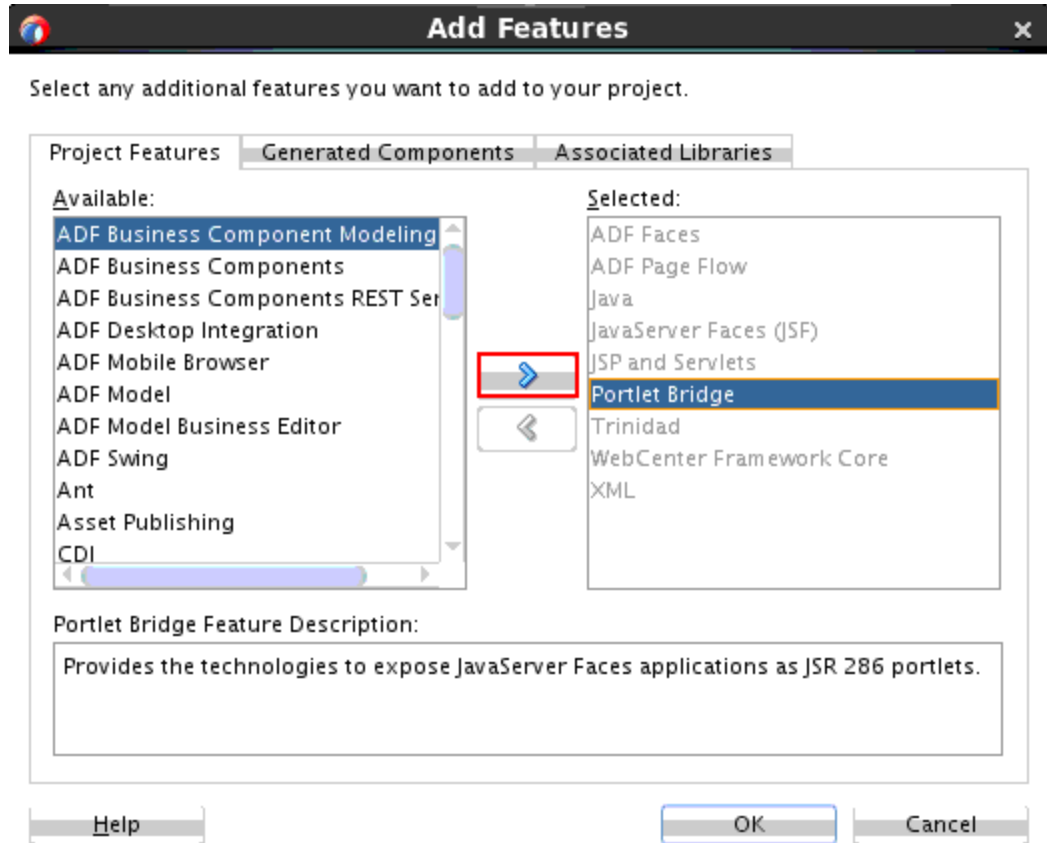 Add Features
Select any additional features you want to add to your project.
Project Features Generated Components Associated Libraries
Available:
ADF Business Component Modeling
ADF Business Components
ADF Business Components REST Ser
ADF Desktop Integration
ADF Mobile Browser
ADF Model
ADF Model Business Editor
ADF Swing
Ant
Asset Publishing
CDI
Selected:
ADF Faces
ADF Page Flow
Java
JavaServer Faces (JSF)
JSP and Servlets
Portlet Bridge
Trinidad
WebCenter Framework Core
XML
Portlet Bridge Feature Description:
Provides the technologies to expose JavaServer Faces applications as JSR 286 portlets.
Help OK Cancel